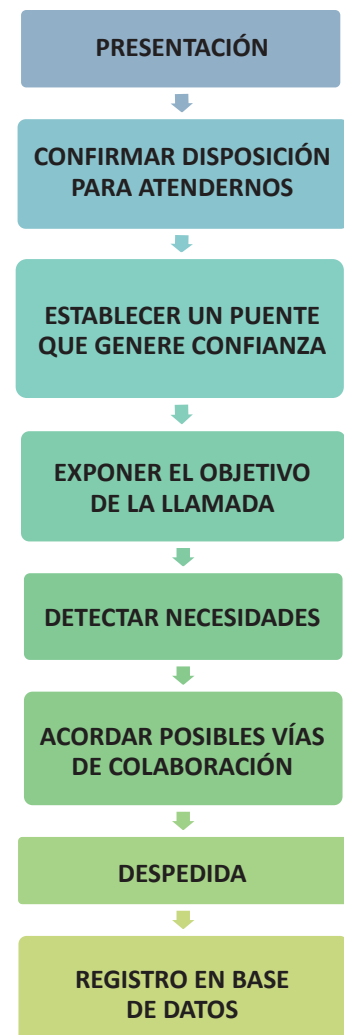 PRESENTACIÓN
CONFIRMAR DISPOSICIÓN
PARA ATENDERNOS
ESTABLECER UN PUENTE
QUE GENERE CONFIANZA
EXPONER EL OBJETIVO
DE LA LLAMADA
DETECTAR NECESIDADES
ACORDAR POSIBLES VÍAS
DE COLABORACIÓN
DESPEDIDA
REGISTRO EN BASE
DE DATOS